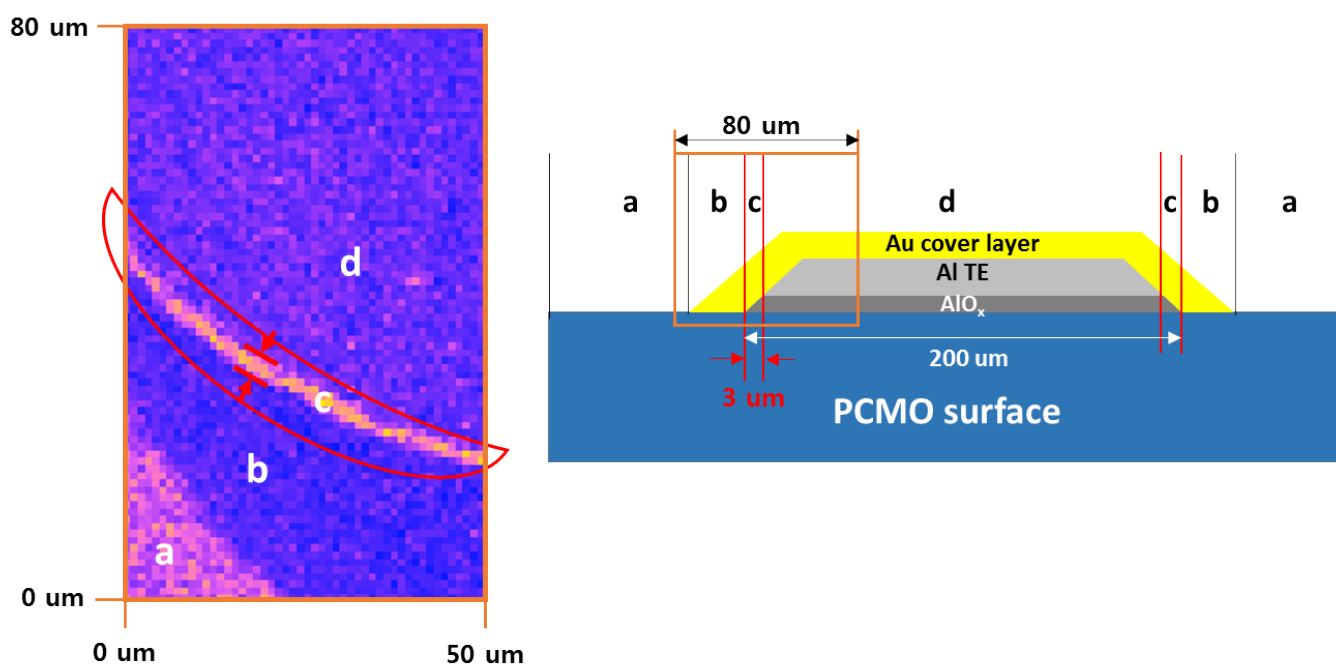 80 um
d
c
b
a
0 um
0 um
50 um
80 um
a
b
c
d
c
b
a
Au cover layer
Al TE
AlOx
200 um
3 um
PCMO surface